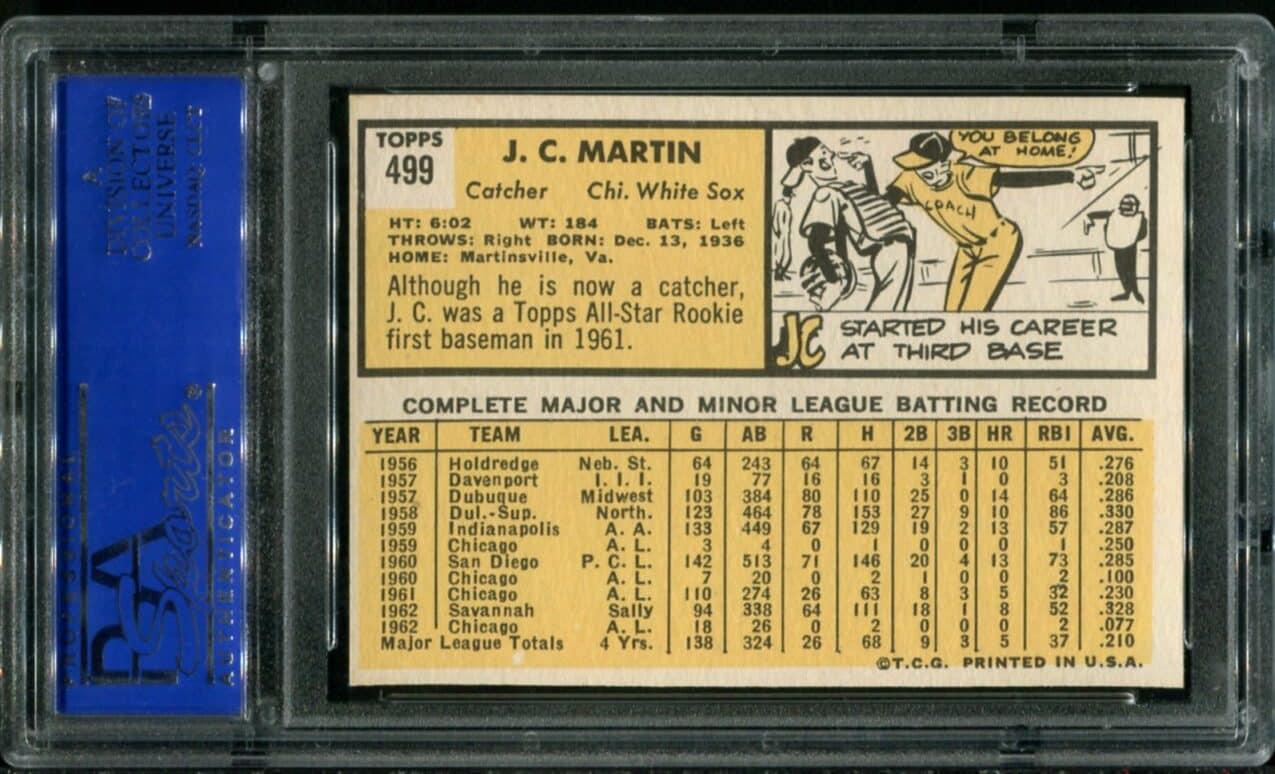 A
DIVISION OF
COLLECTORS
UNIVERSE
NASDAQ: CLCT
PROFESSIONAL
PSA
Sports®
AUTHENTICATOR
TOPPS
499
J. C. MARTIN
Catcher Chi. White Sox
HT: 6:02 WT: 184 BATS: Left
THROWS: Right BORN: Dec. 13, 1936
HOME: Martinsville, Va.
Although he is now a catcher,
J. C. was a Topps All-Star Rookie
first baseman in 1961.
YOU BELONG
AT HOME!
COACH
JC STARTED HIS CAREER
AT THIRD BASE
COMPLETE MAJOR AND MINOR LEAGUE BATTING RECORD
YEAR TEAM LEA. G AB R H 2B 3B HR RBI AVG.
1956 Holdredge Neb. St. 64 243 64 67 14 3 10 51 .276
1957 Davenport I. I. I. 19 77 16 16 3 1 0 3 .208
1957 Dubuque Midwest 103 384 80 110 25 0 14 64 .286
1958 Dul.-Sup. North. 123 464 78 153 27 9 10 86 .330
1959 Indianapolis A. A. 133 449 67 129 19 2 13 57 .287
1959 Chicago A. L. 3 4 0 1 0 0 0 1 .250
1960 San Diego P. C. L. 142 513 71 146 20 4 13 73 .285
1960 Chicago A. L. 7 20 0 2 1 0 0 2 .100
1961 Chicago A. L. 110 274 26 63 8 3 5 32 .230
1962 Savannah Sally 94 338 64 111 18 1 8 52 .328
1962 Chicago A. L. 18 26 0 2 0 0 0 2 .077
Major League Totals 4 Yrs. 138 324 26 68 9 3 5 37 .210
©T.C.G. PRINTED IN U.S.A.